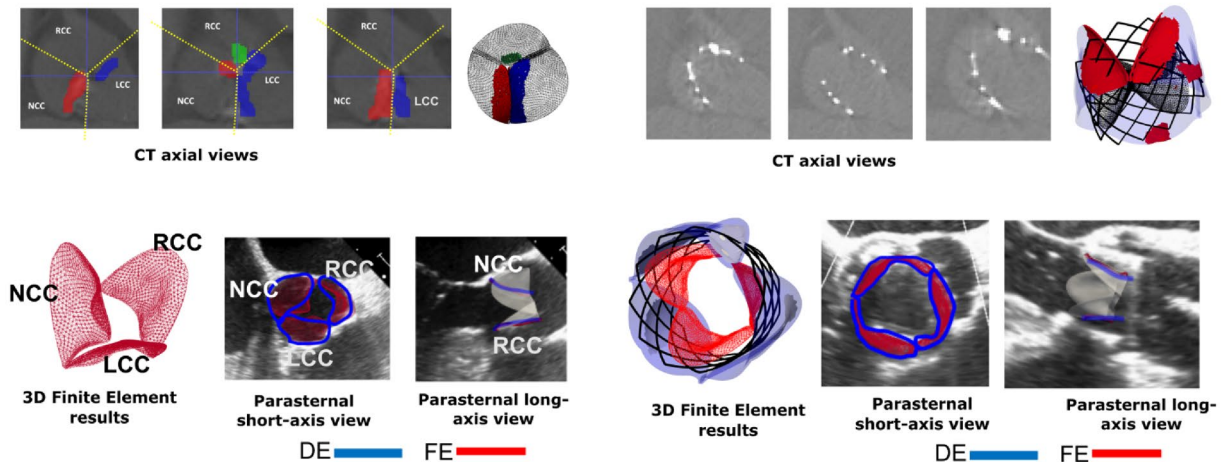 RCC
LCC
NCC
RCC
LCC
NCC
RCC
LCC
NCC
CT axial views
CT axial views
RCC
NCC
LCC
3D Finite Element
results
RCC
NCC
LCC
Parasternal
short-axis view
NCC
RCC
Parasternal long-
axis view
DE
FE
3D Finite Element
results
Parasternal
short-axis view
Parasternal long-
axis view
DE
FE